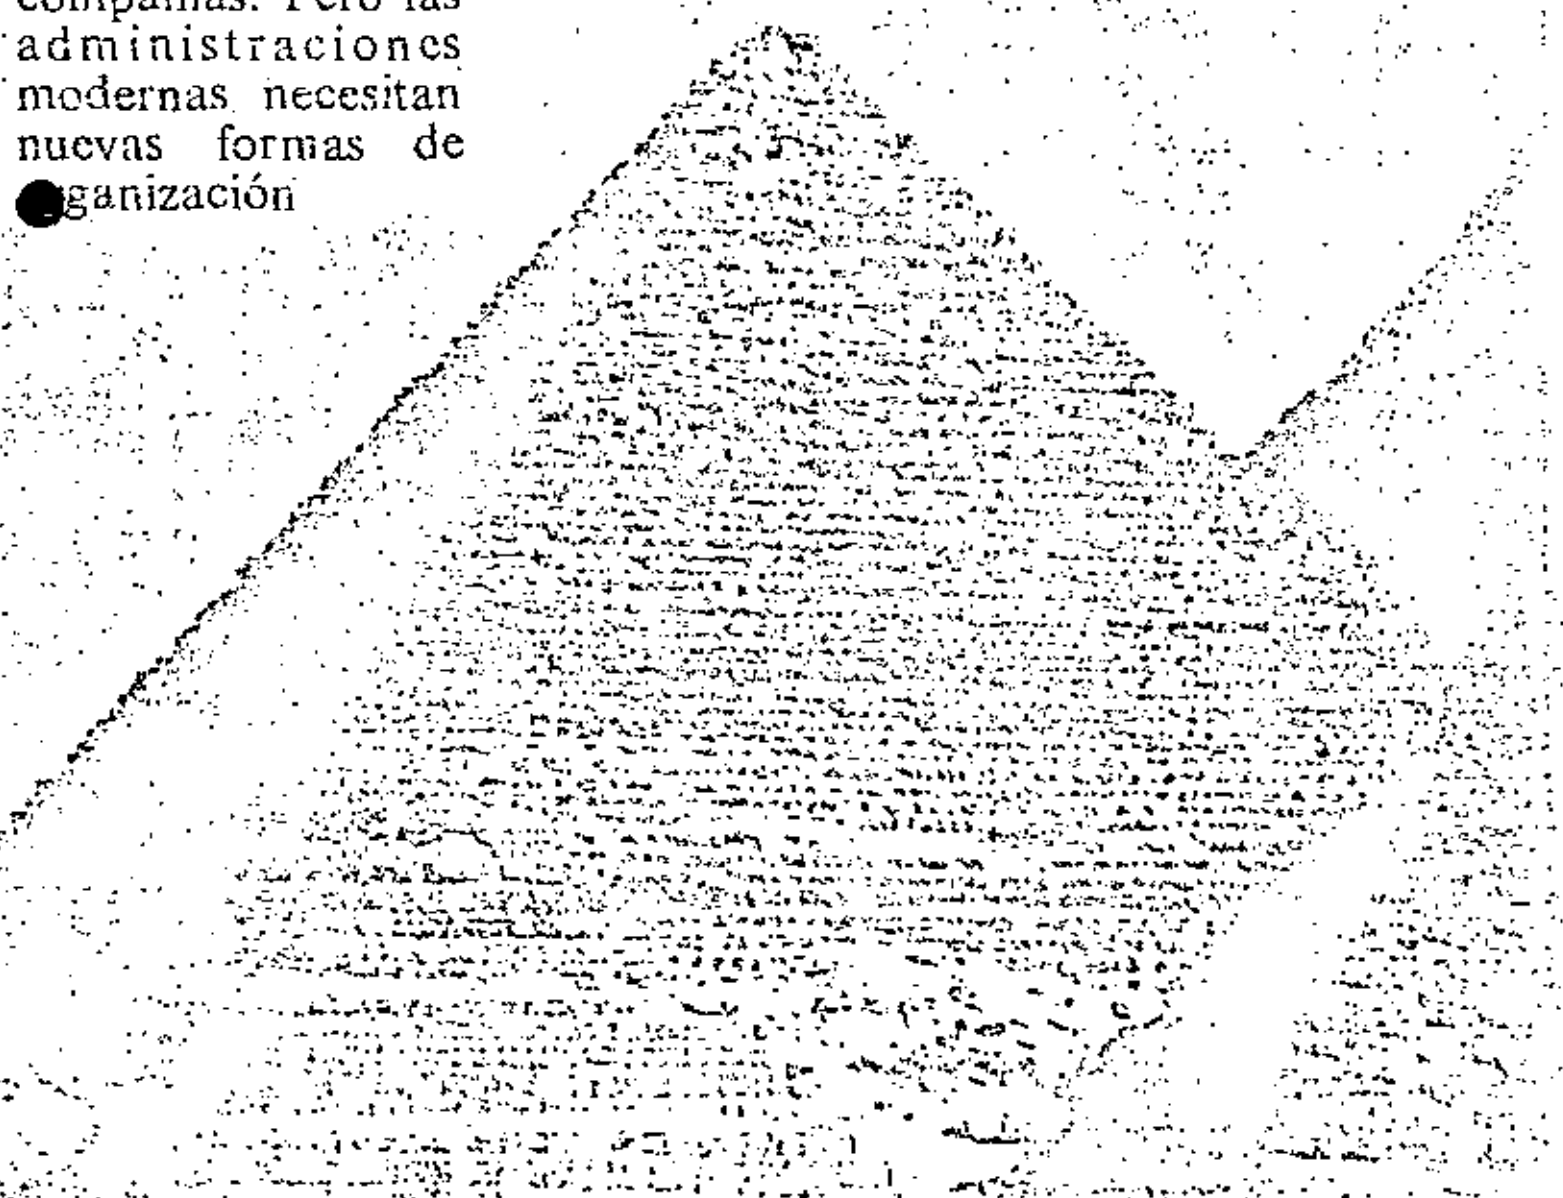 compañías. Pero las
administraciones
modernas necesitan
nuevas formas de
ganización